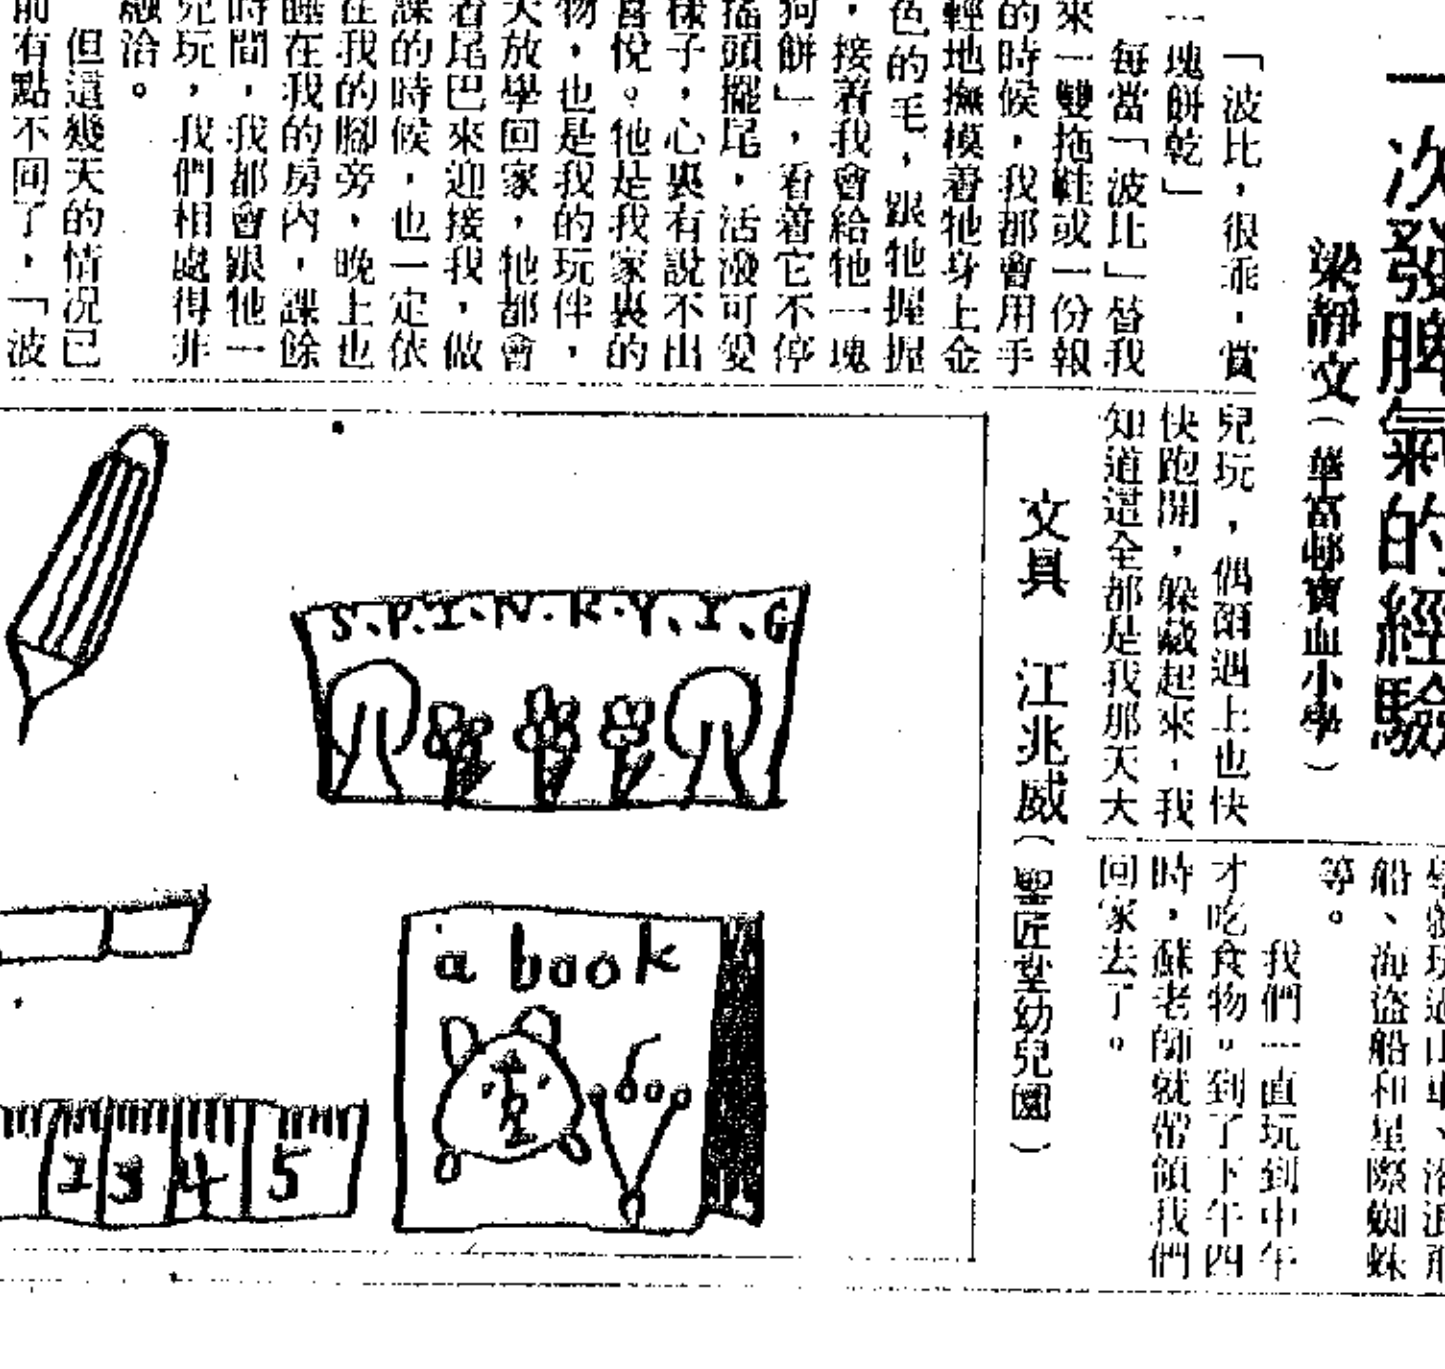 一次發脾氣的經驗
梁靜文(華富邨寶血小學)
「波比,很乖,賞
一塊餅乾」
每當「波比」替我
來一雙拖鞋或一份報
的時候,我都會用手
輕地撫模着牠身上金
色的毛,跟牠握握
,接着我會給牠一塊
狗餅」,看着它不停
搖頭擺尾,活潑可愛
樣子,心裏有說不出
喜悅。牠是我家裏的
物,也是我的玩伴,
天放學回家,牠都會
着尾巴來迎接我,做
課的時候,也一定依
在我的腳旁,晚上也
睡在我的房內,課餘
時間,我都會跟牠一
兒玩,我們相處得非
融洽。
但這幾天的情況已
前有點不同了,「波
兒玩,偶爾遇上也快
快跑開,躲藏起來,我
知道這全都是我那天大
船、海盜船和星際蜘蛛
等。
我們一直玩到中午
才吃食物。到了下午四
時,蘇老師就帶領我們
回家去了。
文具 江兆威(聖匠堂幼兒園)
S.P.I.N.K.Y.I.G
a book
2 3 4 5